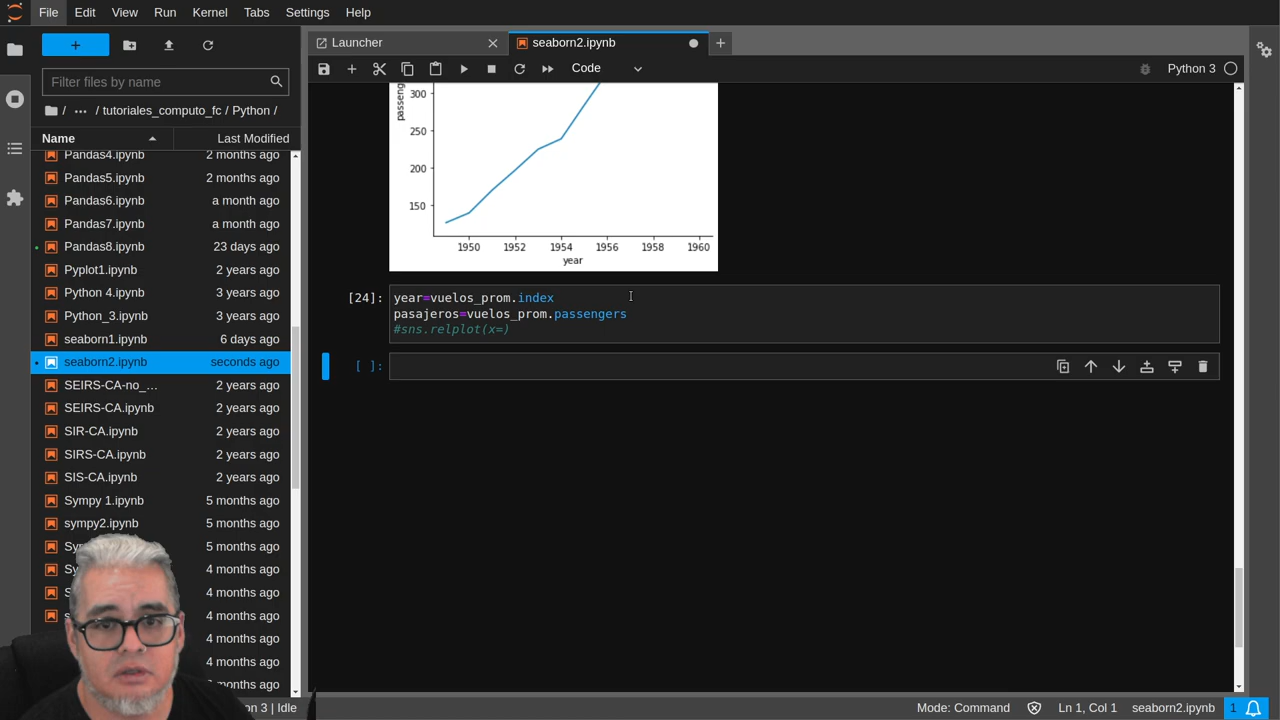 File Edit View Run Kernel Tabs Settings Help
+
Filter files by name
/ ... / tutoriales_computo_fc / Python /
Name Last Modified
Pandas4.ipynb 2 months ago
Pandas5.ipynb 2 months ago
Pandas6.ipynb a month ago
Pandas7.ipynb a month ago
Pandas8.ipynb 23 days ago
Pyplot1.ipynb 2 years ago
Python 4.ipynb 3 years ago
Python_3.ipynb 3 years ago
seaborn1.ipynb 6 days ago
seaborn2.ipynb seconds ago
SEIRS-CA-no_... 2 years ago
SEIRS-CA.ipynb 2 years ago
SIR-CA.ipynb 2 years ago
SIRS-CA.ipynb 2 years ago
SIS-CA.ipynb 2 years ago
Sympy 1.ipynb 5 months ago
sympy2.ipynb 5 months ago
5 months ago
4 months ago
4 months ago
4 months ago
4 months ago
4 months ago
months ago
Launcher
seaborn2.ipynb
Code
Python 3
300
250
200
150
1950 1952 1954 1956 1958 1960
year
[24]:
year=vuelos_prom.index
pasajeros=vuelos_prom.passengers
#sns.relplot(x=)
[ ]:
3 | Idle
Mode: Command
Ln 1, Col 1
seaborn2.ipynb
1